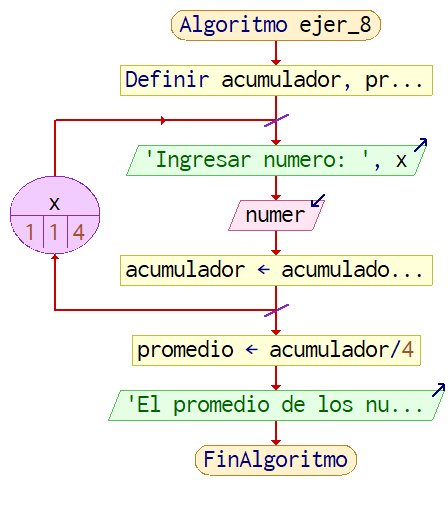 Algoritmo ejer_8
Definir acumulador, pr...
'Ingresar numero: ', x
x
1 1 4
numer
acumulador ← acumulado...
promedio ← acumulador/4
'El promedio de los nu...
FinAlgoritmo